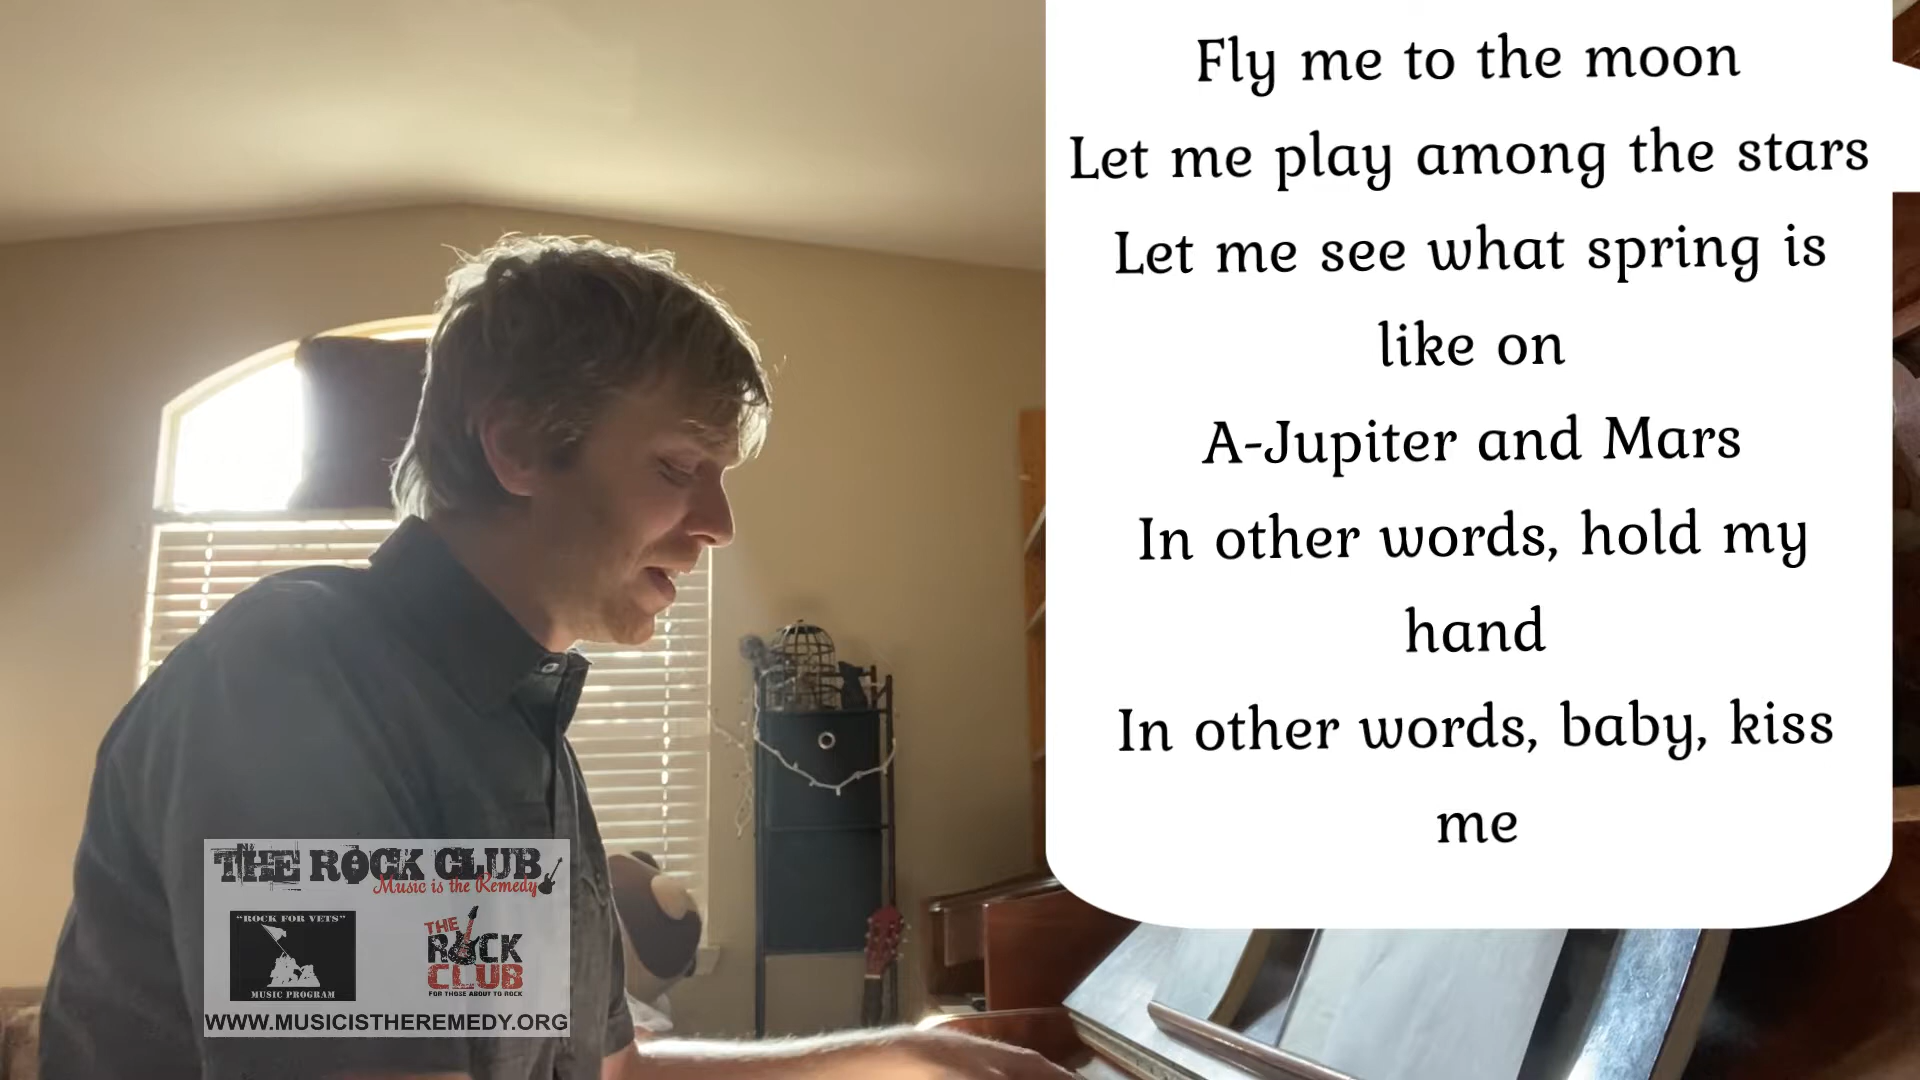 Fly me to the moon
Let me play among the stars
Let me see what spring is
like on
A-Jupiter and Mars
In other words, hold my
hand
In other words, baby, kiss
me
THE ROCK CLUB
Music is the Remedy
"ROCK FOR VETS"
MUSIC PROGRAM
THE
ROCK
CLUB
FOR THOSE ABOUT TO ROCK
WWW.MUSICISTHEREMEDY.ORG